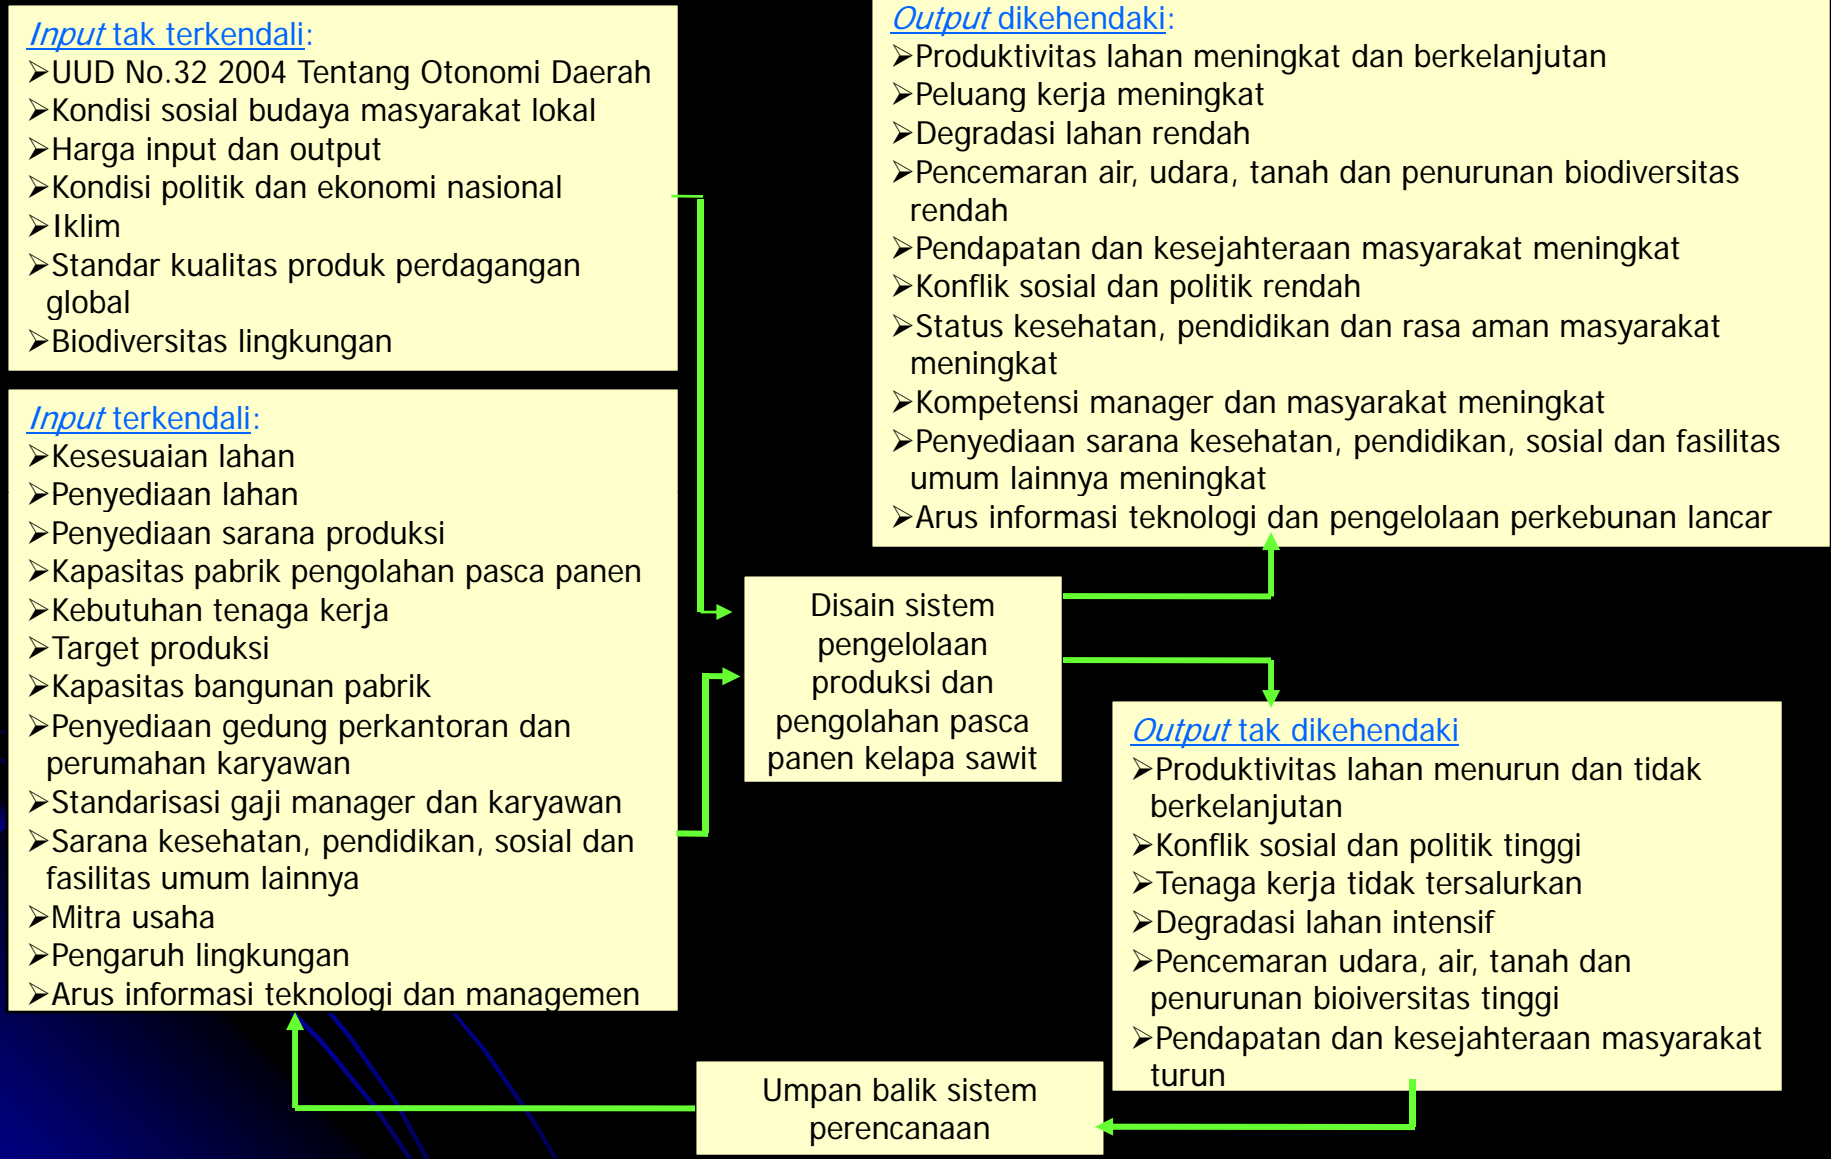 Input tak terkendali:
➢UUD No.32 2004 Tentang Otonomi Daerah
➢Kondisi sosial budaya masyarakat lokal
➢Harga input dan output
➢Kondisi politik dan ekonomi nasional
➢Iklim
➢Standar kualitas produk perdagangan
global
➢Biodiversitas lingkungan
Input terkendali:
➢Kesesuaian lahan
➢Penyediaan lahan
➢Penyediaan sarana produksi
➢Kapasitas pabrik pengolahan pasca panen
➢Kebutuhan tenaga kerja
➢Target produksi
➢Kapasitas bangunan pabrik
➢Penyediaan gedung perkantoran dan
perumahan karyawan
➢Standarisasi gaji manager dan karyawan
➢Sarana kesehatan, pendidikan, sosial dan
fasilitas umum lainnya
➢Mitra usaha
➢Pengaruh lingkungan
➢Arus informasi teknologi dan managemen
Disain sistem
pengelolaan
produksi dan
pengolahan pasca
panen kelapa sawit
Output dikehendaki:
➢Produktivitas lahan meningkat dan berkelanjutan
➢Peluang kerja meningkat
➢Degradasi lahan rendah
➢Pencemaran air, udara, tanah dan penurunan biodiversitas
rendah
➢Pendapatan dan kesejahteraan masyarakat meningkat
➢Konflik sosial dan politik rendah
➢Status kesehatan, pendidikan dan rasa aman masyarakat
meningkat
➢Kompetensi manager dan masyarakat meningkat
➢Penyediaan sarana kesehatan, pendidikan, sosial dan fasilitas
umum lainnya meningkat
➢Arus informasi teknologi dan pengelolaan perkebunan lancar
Output tak dikehendaki
➢Produktivitas lahan menurun dan tidak
berkelanjutan
➢Konflik sosial dan politik tinggi
➢Tenaga kerja tidak tersalurkan
➢Degradasi lahan intensif
➢Pencemaran udara, air, tanah dan
penurunan bioiversitas tinggi
➢Pendapatan dan kesejahteraan masyarakat
turun
Umpan balik sistem
perencanaan